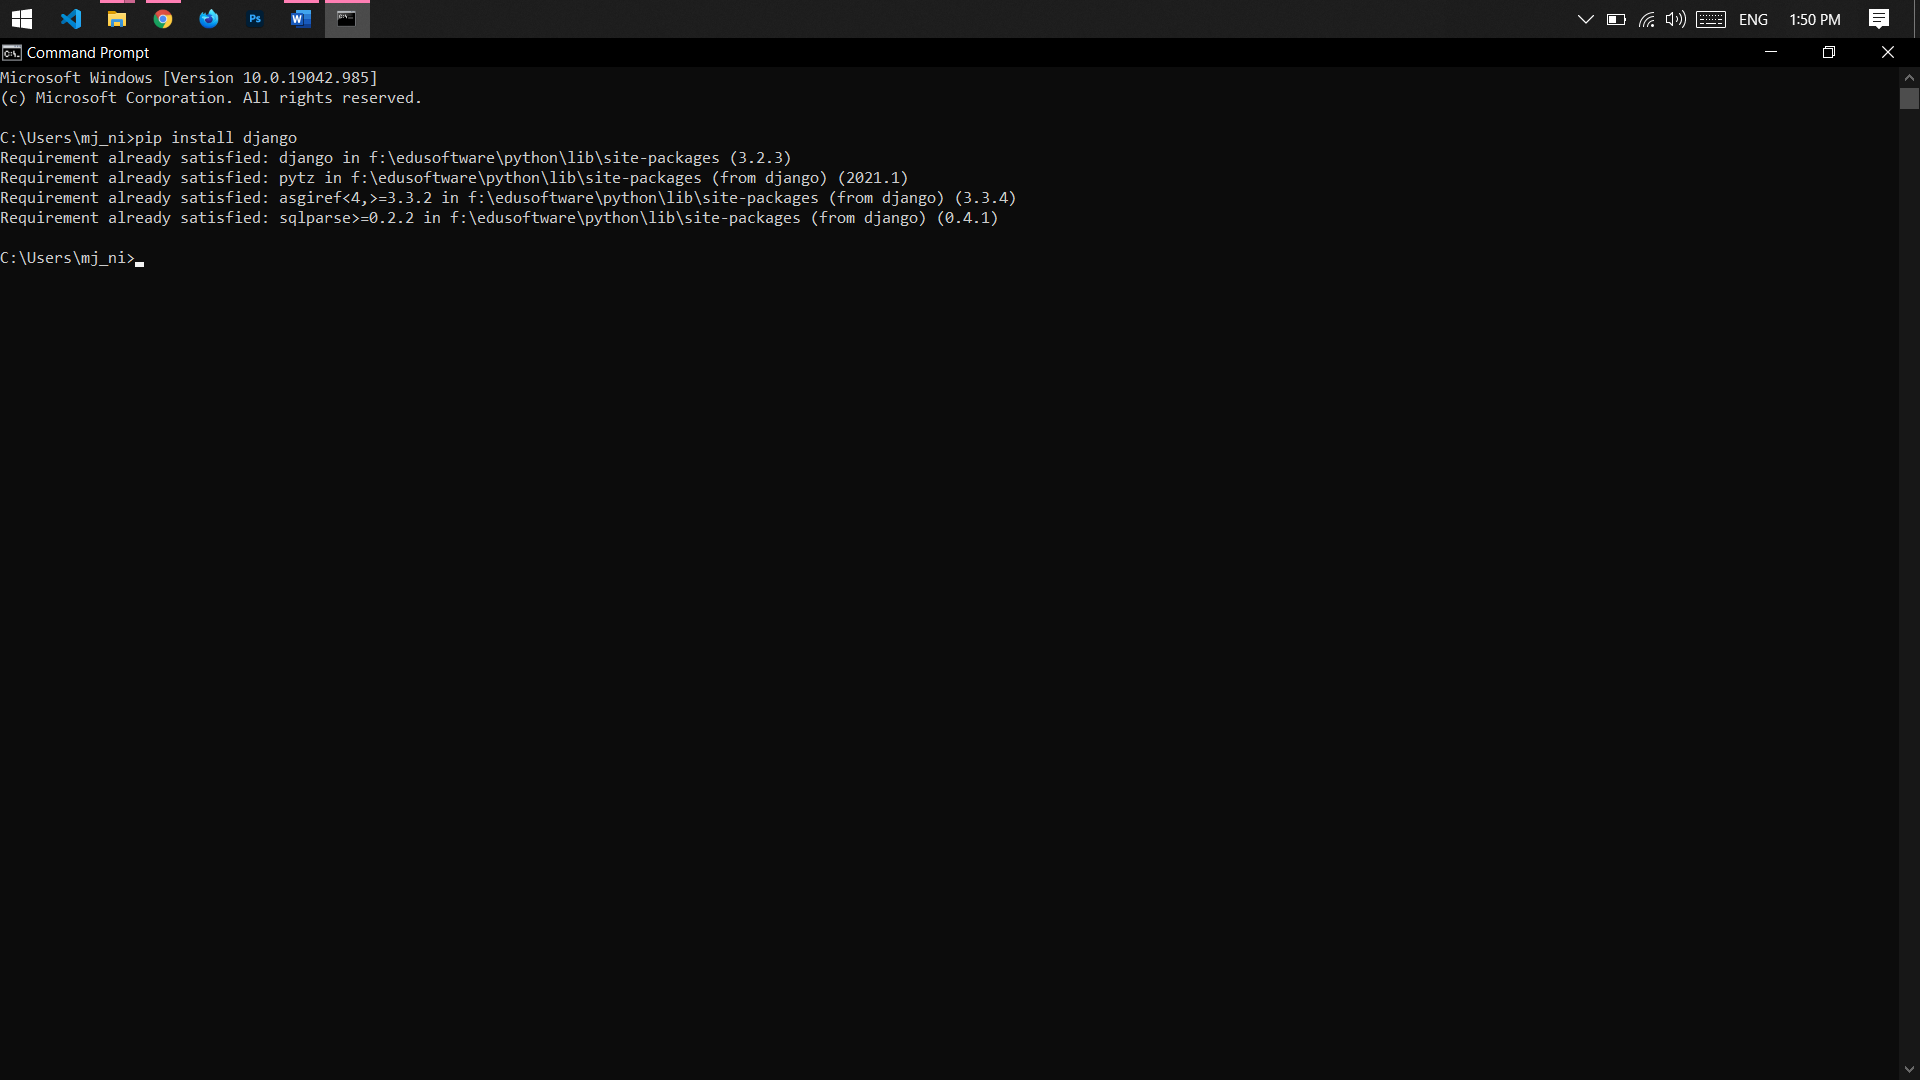 Ps
W
ENG
1:50 PM
Command Prompt
Microsoft Windows [Version 10.0.19042.985]
(c) Microsoft Corporation. All rights reserved.
C:\Users\mj_ni>pip install django
Requirement already satisfied: django in f:\edusoftware\python\lib\site-packages (3.2.3)
Requirement already satisfied: pytz in f:\edusoftware\python\lib\site-packages (from django) (2021.1)
Requirement already satisfied: asgiref<4,>=3.3.2 in f:\edusoftware\python\lib\site-packages (from django) (3.3.4)
Requirement already satisfied: sqlparse>=0.2.2 in f:\edusoftware\python\lib\site-packages (from django) (0.4.1)
C:\Users\mj_ni>